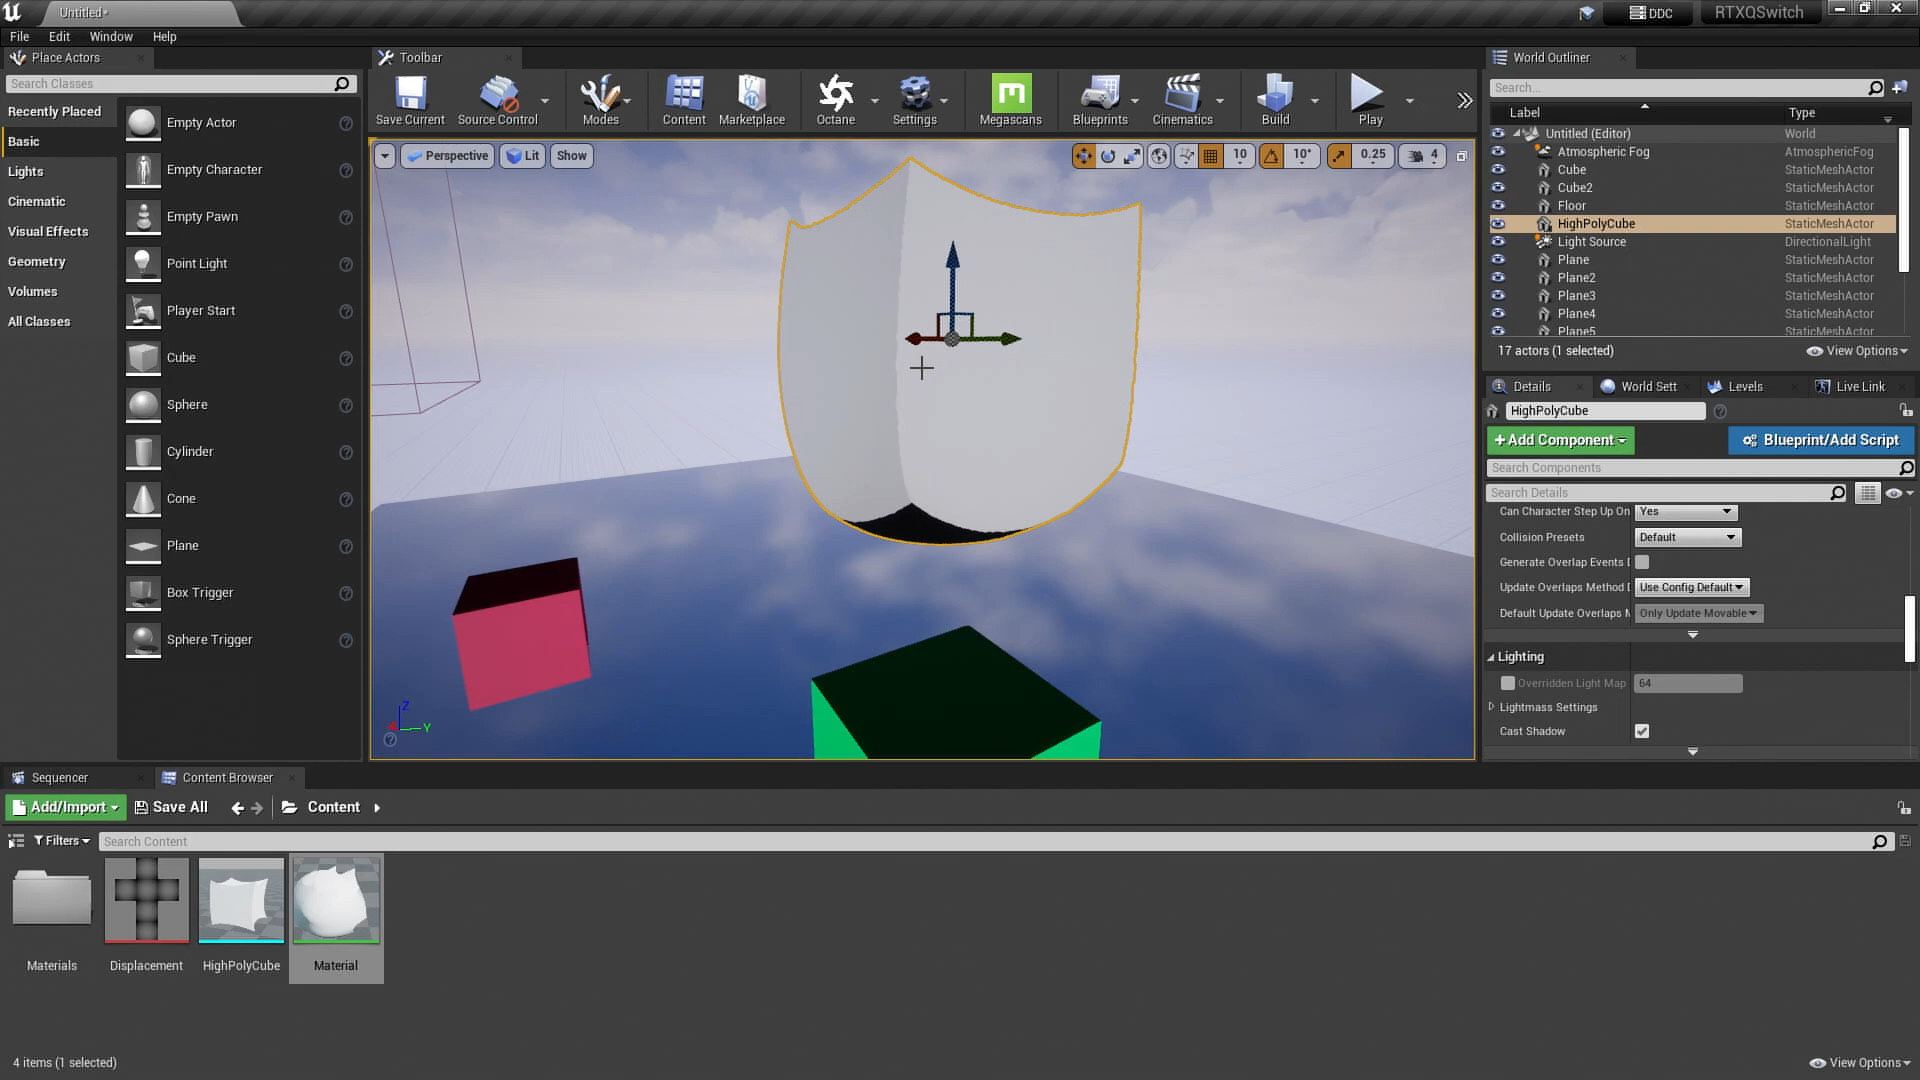 Untitled•
DDC
RTXQSwitch
File Edit Window Help
Place Actors
Search Classes
Recently Placed
Basic
Lights
Cinematic
Visual Effects
Geometry
Volumes
All Classes
Empty Actor
Empty Character
Empty Pawn
Point Light
Player Start
Cube
Sphere
Cylinder
Cone
Plane
Box Trigger
Sphere Trigger
Toolbar
Save Current
Source Control
Modes
Content
Marketplace
Octane
Settings
Megascans
Blueprints
Cinematics
Build
Play
Perspective Lit Show
10 10° 0.25 4
Z
Y
World Outliner
Search...
Label Type
Untitled (Editor) World
Atmospheric Fog AtmosphericFog
Cube StaticMeshActor
Cube2 StaticMeshActor
Floor StaticMeshActor
HighPolyCube StaticMeshActor
Light Source DirectionalLight
Plane StaticMeshActor
Plane2 StaticMeshActor
Plane3 StaticMeshActor
Plane4 StaticMeshActor
Plane5 StaticMeshActor
17 actors (1 selected) View Options
Details World Sett Levels Live Link
HighPolyCube
+Add Component Blueprint/Add Script
Search Components
Search Details
Can Character Step Up On Yes
Collision Presets Default
Generate Overlap Events
Update Overlaps Method Use Config Default
Default Update Overlaps Only Update Movable
Lighting
Overridden Light Map 64
Lightmass Settings
Cast Shadow
Sequencer Content Browser
Add/Import Save All Content
Filters Search Content
Materials
Displacement
HighPolyCube
Material
4 items (1 selected) View Options